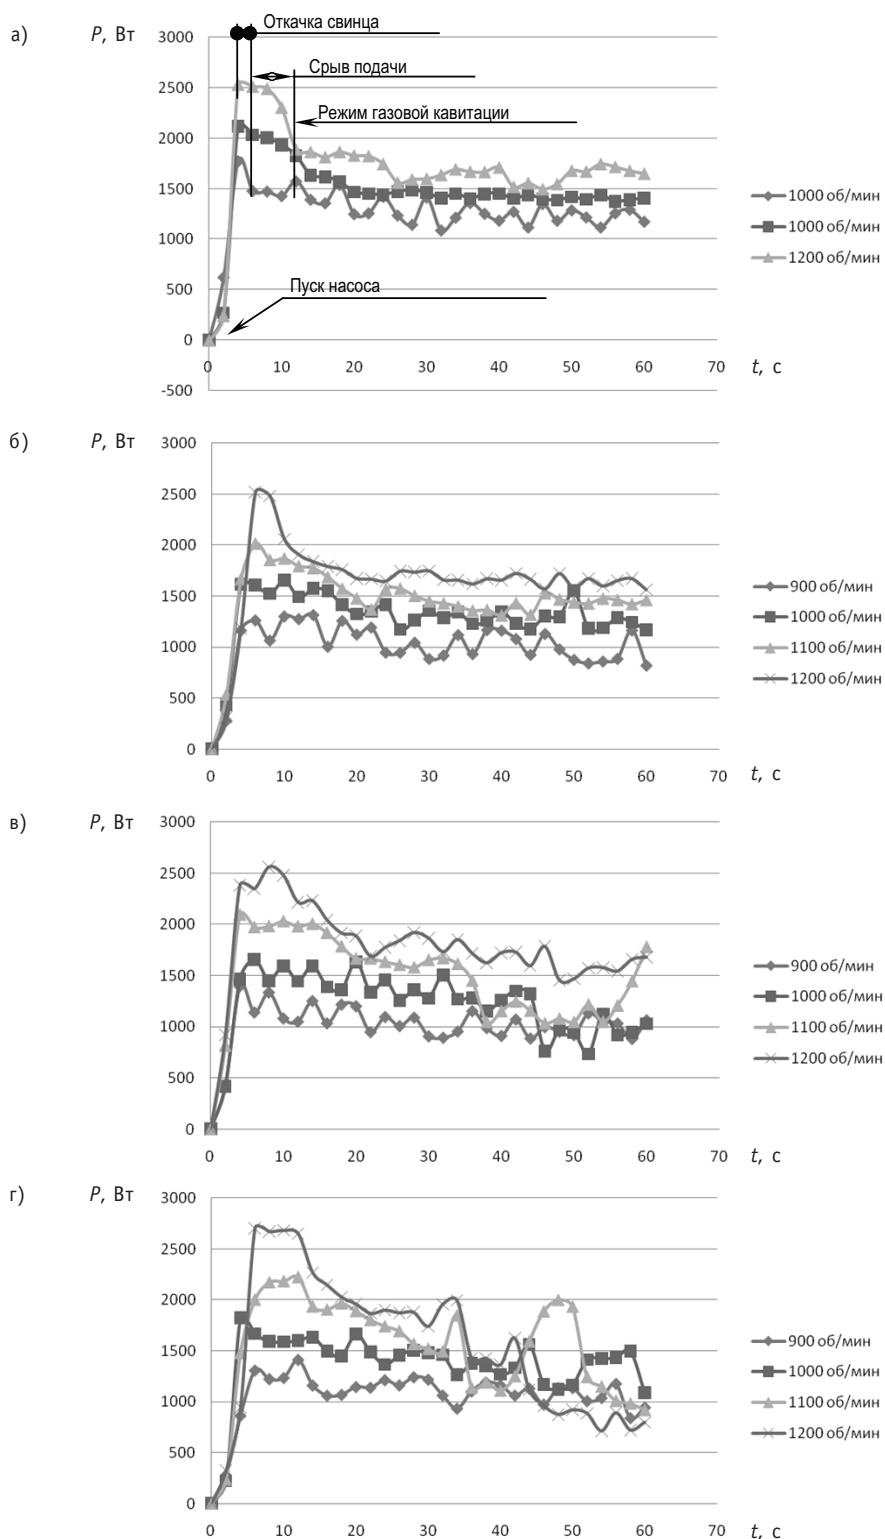 а)
P, Вт
3000
2500
2000
1500
1000
500
0
-500
Откачка свинца
Срыв подачи
Режим газовой кавитации
Пуск насоса
0 10 20 30 40 50 60 70
t, с
1000 об/мин
1000 об/мин
1200 об/мин
б)
P, Вт
3000
2500
2000
1500
1000
500
0
0 10 20 30 40 50 60 70
t, с
900 об/мин
1000 об/мин
1100 об/мин
1200 об/мин
в)
P, Вт
3000
2500
2000
1500
1000
500
0
0 10 20 30 40 50 60 70
t, с
900 об/мин
1000 об/мин
1100 об/мин
1200 об/мин
г)
P, Вт
3000
2500
2000
1500
1000
500
0
0 10 20 30 40 50 60 70
t, с
900 об/мин
1000 об/мин
1100 об/мин
1200 об/мин